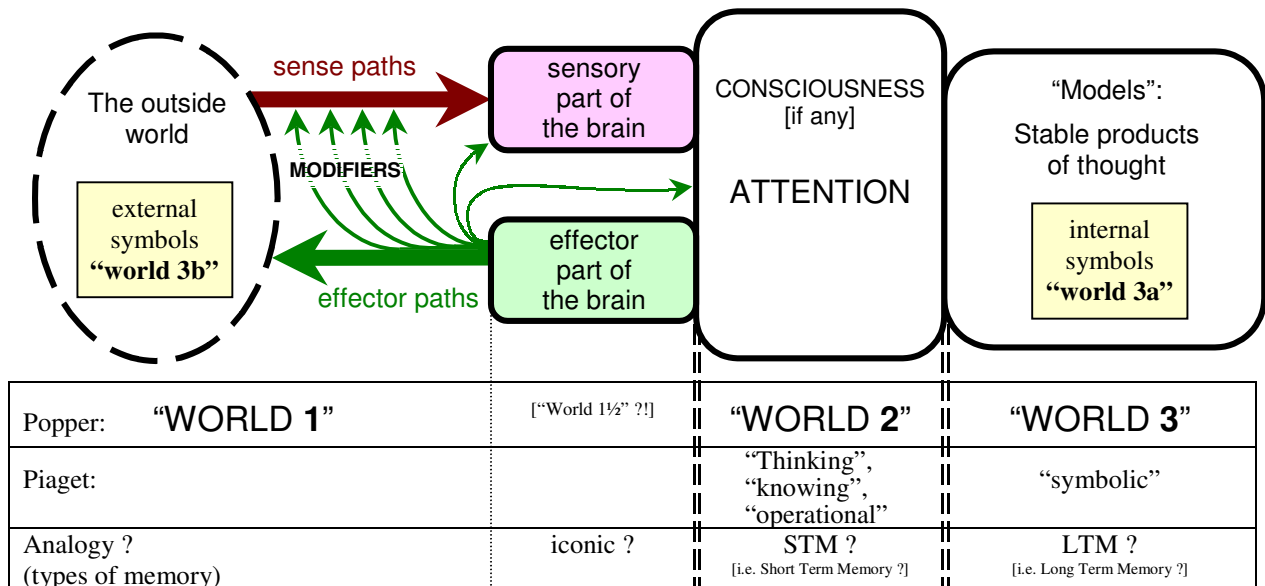 The outside
world
external
symbols
“world 3b”
sense paths
MODIFIERS
effector paths
sensory
part of
the brain
effector
part of
the brain
CONSCIOUSNESS
[if any]
ATTENTION
“Models”:
Stable products
of thought
internal
symbols
“world 3a”
Popper: “WORLD 1” [“World 1½” ?!] “WORLD 2” “WORLD 3”
Piaget:
“Thinking”,
“knowing”,
“operational”
“symbolic”
Analogy ?
(types of memory)
iconic ?
STM ?
[i.e. Short Term Memory ?]
LTM ?
[i.e. Long Term Memory ?]